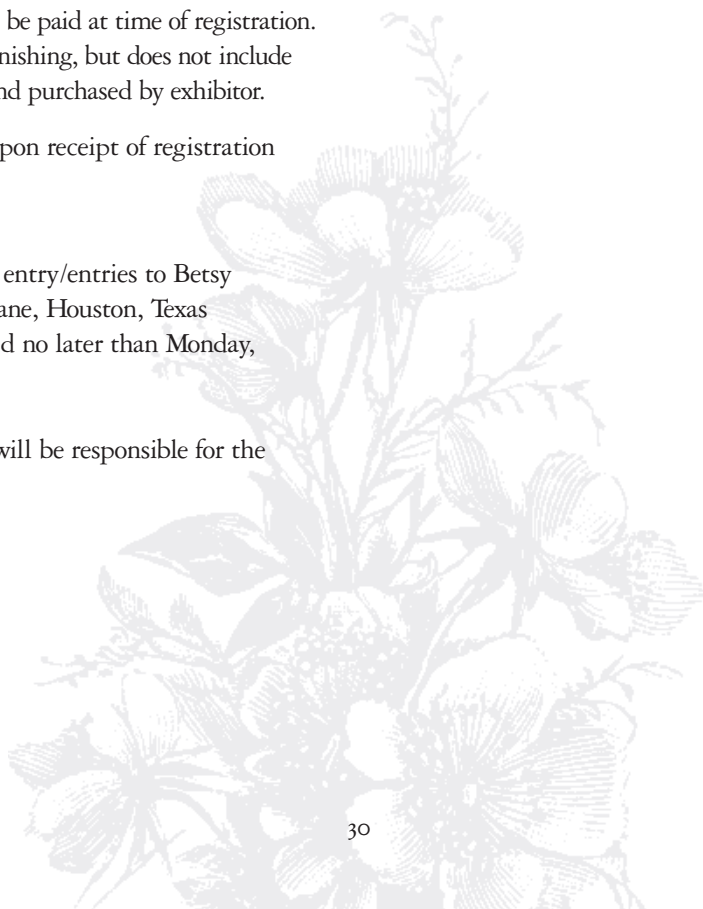 be paid at time of registration.
nishing, but does not include
nd purchased by exhibitor.
pon receipt of registration
entry/entries to Betsy
ane, Houston, Texas
d no later than Monday,
will be responsible for the
30